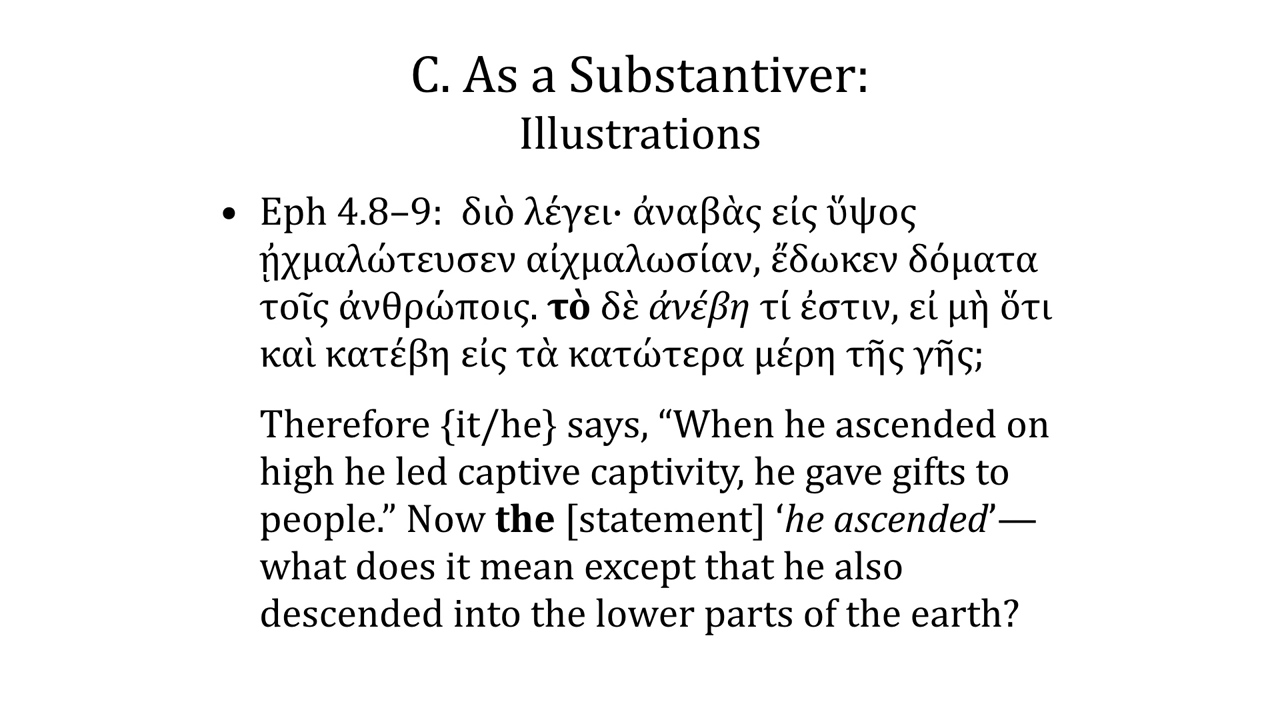 C. As a Substantiver:
Illustrations
• Eph 4.8–9:  διὸ λέγει· ἀναβὰς εἰς ὕψος
ᾐχμαλώτευσεν αἰχμαλωσίαν, ἔδωκεν δόματα
τοῖς ἀνθρώποις. τὸ δὲ ἀνέβη τί ἐστιν, εἰ μὴ ὅτι
καὶ κατέβη εἰς τὰ κατώτερα μέρη τῆς γῆς;
Therefore {it/he} says, “When he ascended on
high he led captive captivity, he gave gifts to
people.” Now the [statement] ‘he ascended’—
what does it mean except that he also
descended into the lower parts of the earth?